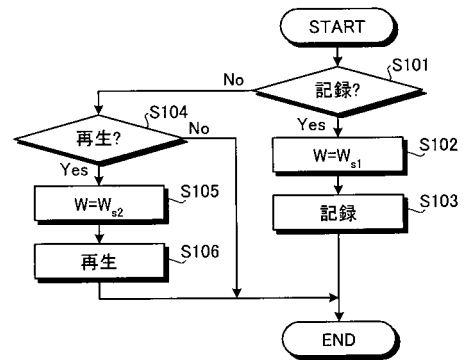 START
S101
記録?
No
Yes
S104
再生?
No
Yes
S102
W=Ws1
S105
W=Ws2
S103
記録
S106
再生
END